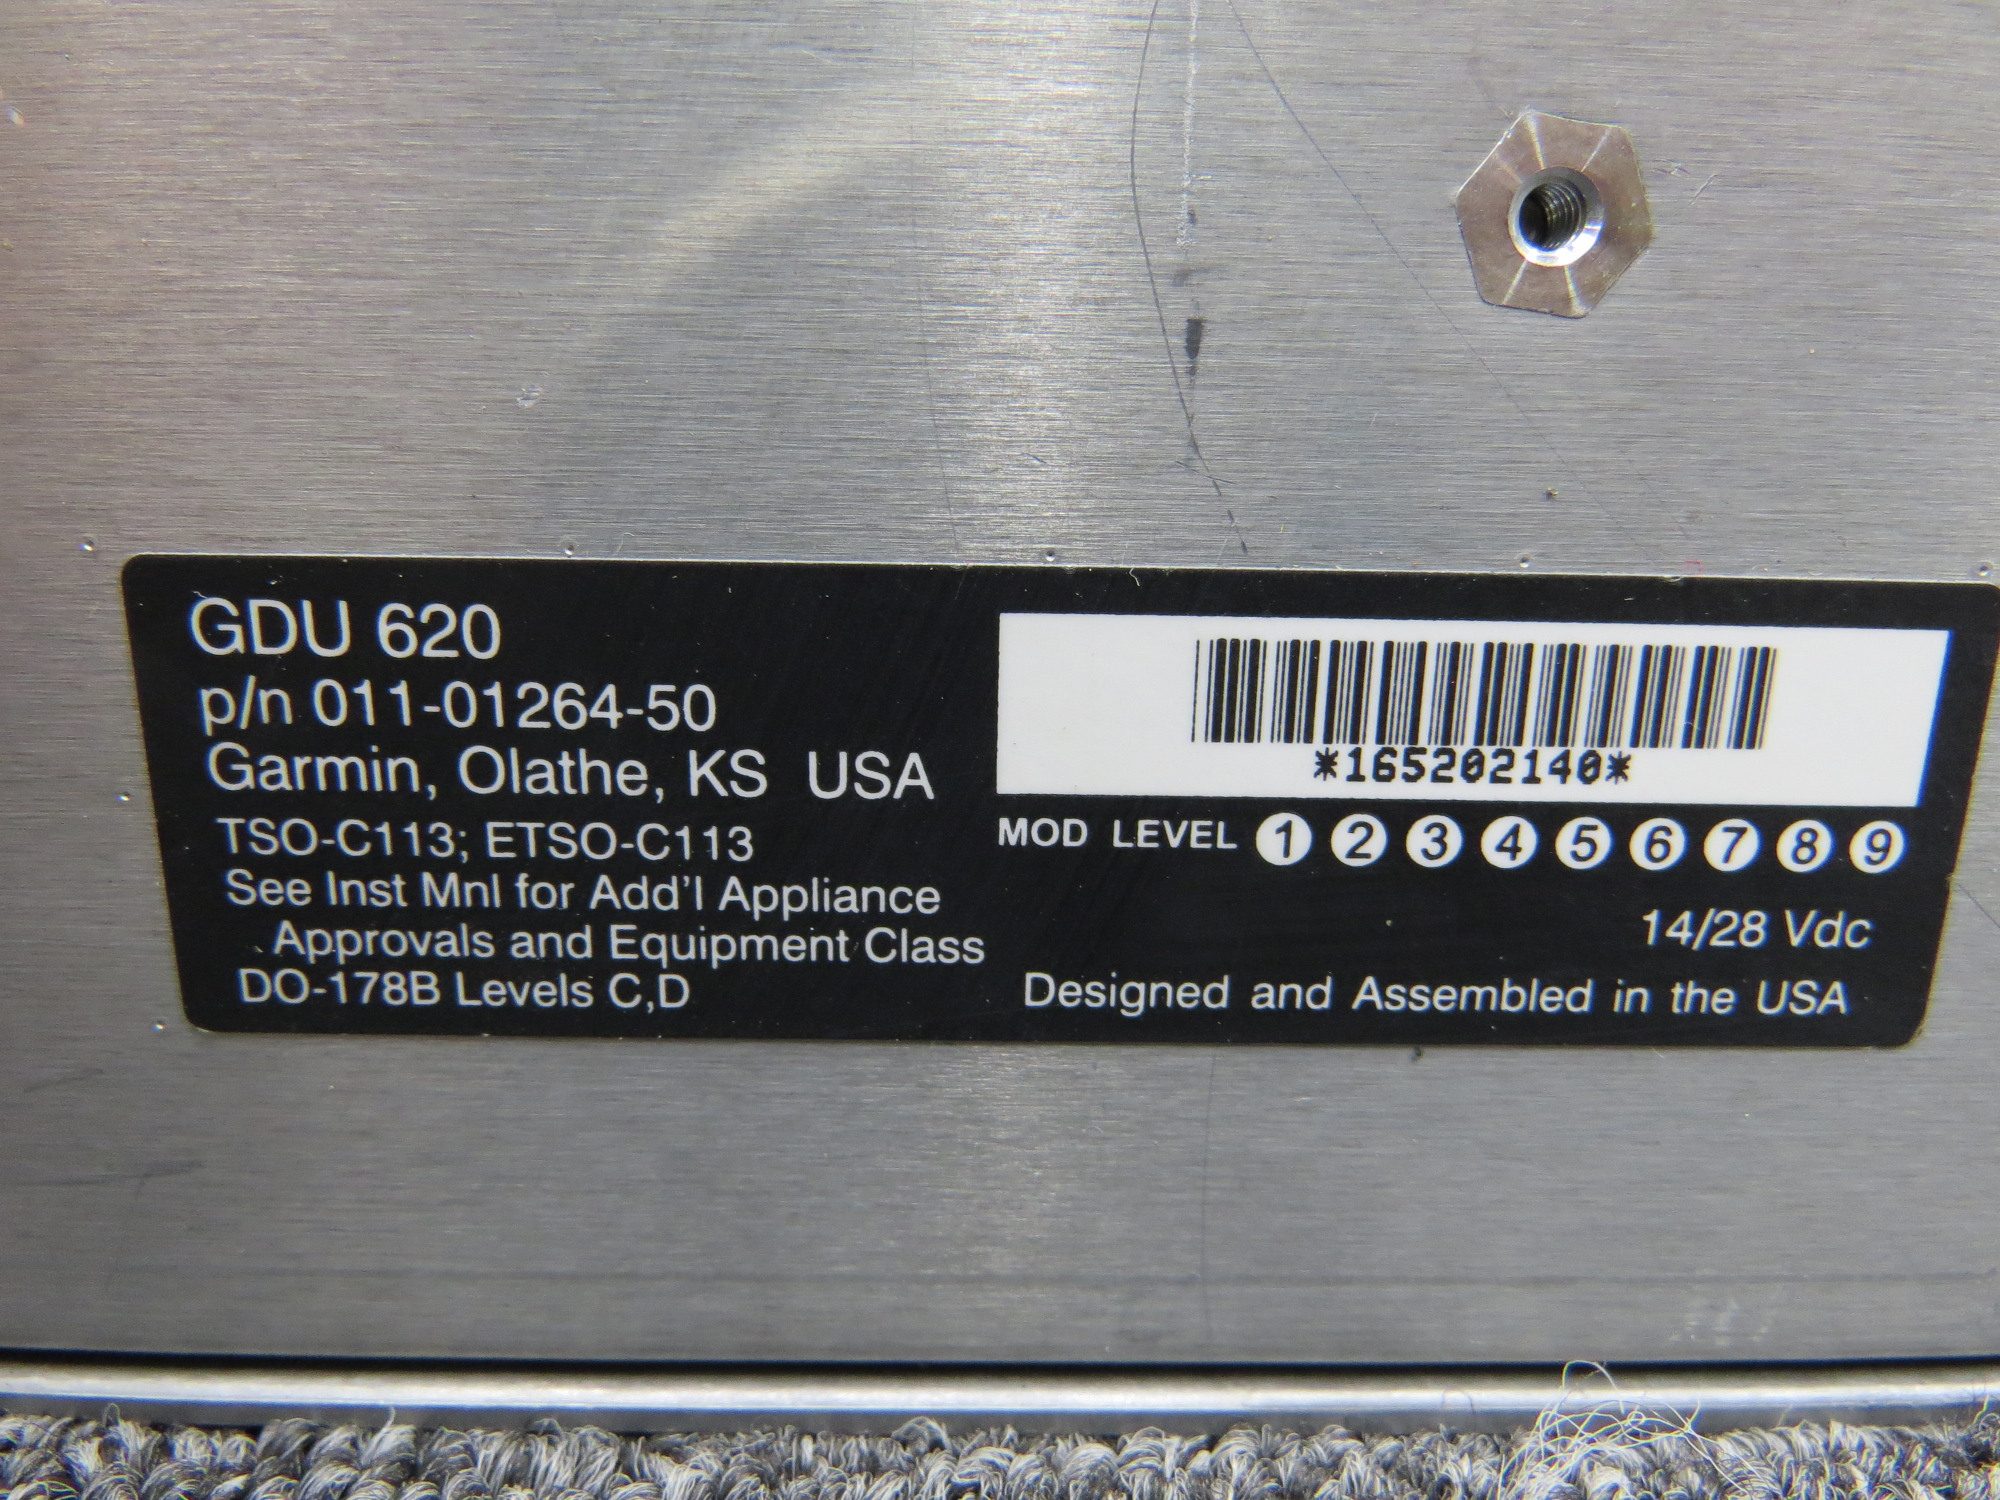 GDU 620
p/n 011-01264-50
Garmin, Olathe, KS USA
TSO-C113; ETSO-C113
See Inst Mnl for Add'l Appliance
Approvals and Equipment Class
DO-178B Levels C,D
*165202140*
MOD LEVEL 1 2 3 4 5 6 7 8 9
14/28 Vdc
Designed and Assembled in the USA